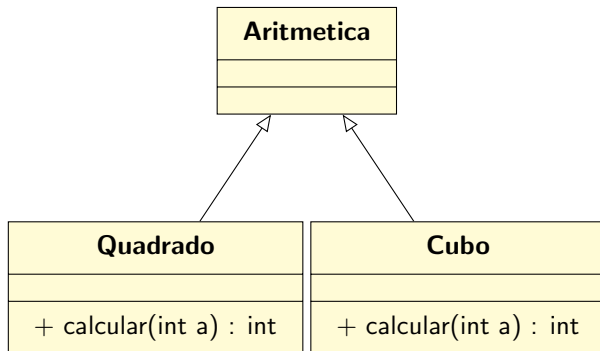 Aritmetica
Quadrado
+ calcular(int a) : int
Cubo
+ calcular(int a) : int